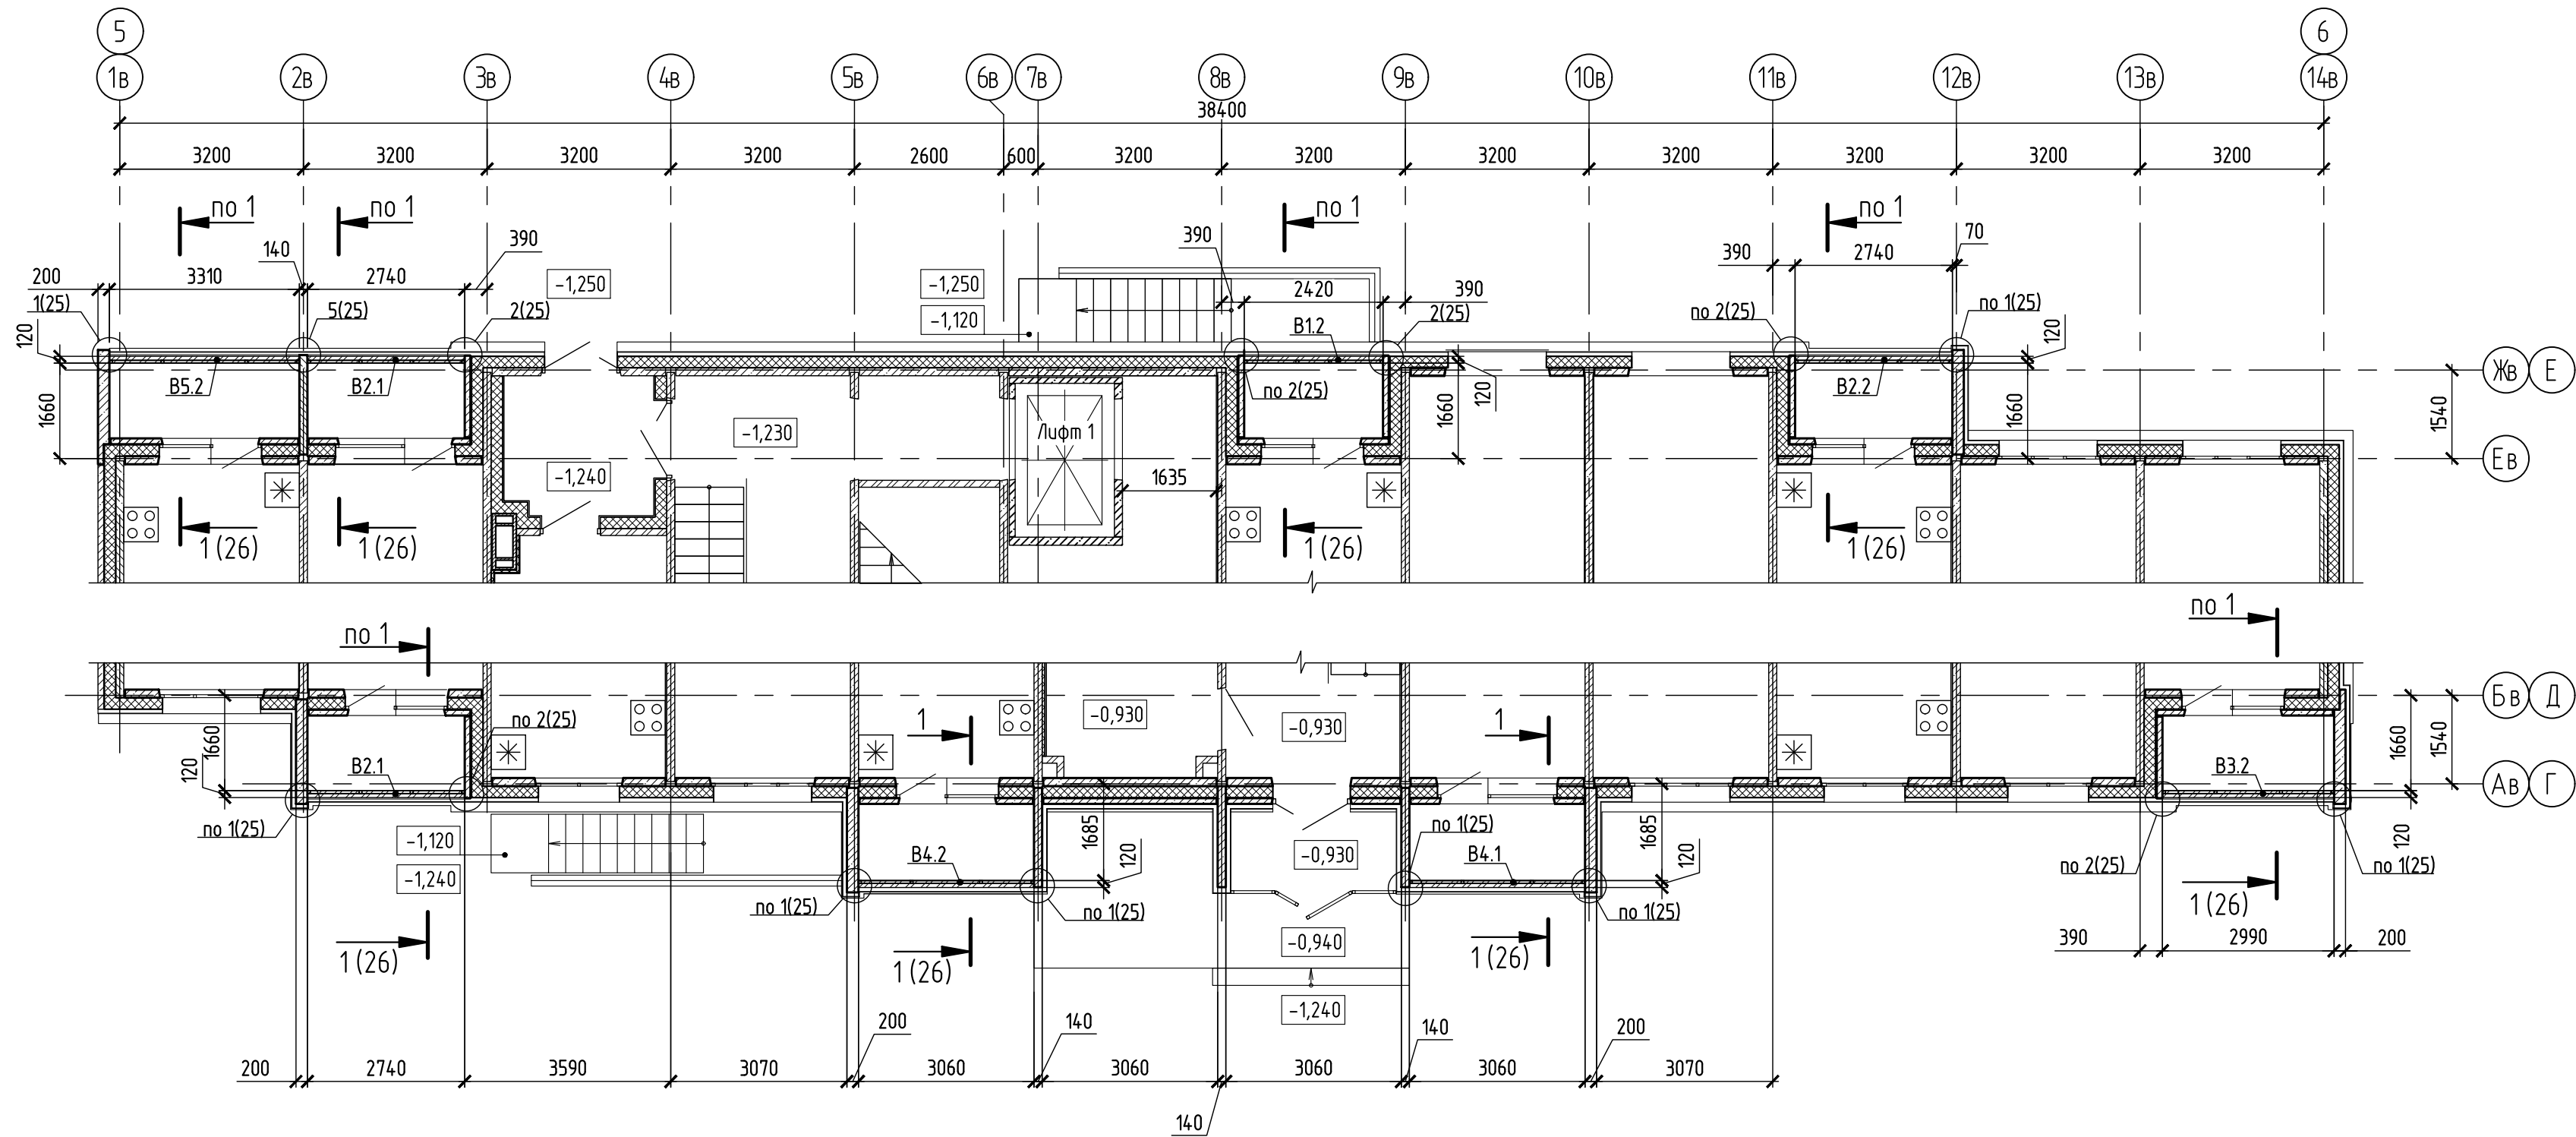 5 6
1в 2в 3в 4в 5в 6в 7в 8в 9в 10в 11в 12в 13в 14в
38400
3200 3200 3200 3200 2600 600 3200 3200 3200 3200 3200 3200 3200
по 1 по 1 по 1 по 1
140 390 390 390 70
200 3310 2740 -1,250 -1,250 2420 390 2740
1(25) 5(25) 2(25) -1,120 В1.2 2(25) по 2(25) по 1(25)
120 120 120
В5.2 В2.1 по 2(25) В2.2 Жв Е
1660 -1,230 Лифт 1 1660 1660 1540
Ев
-1,240 1635
1 (26) 1 (26) 1 (26) 1 (26)
по 1 по 1
Бв Д
по 2(25) 1 -0,930 -0,930 1
1660 1660 1540
120 В2.1 В3.2 Ав Г
по 1(25) -1,120 1685 по 1(25) 1685 120
-1,240 В4.2 120 -0,930 В4.1 120 по 2(25) по 1(25)
по 1(25) по 1(25) по 1(25) 1 (26)
1 (26) 1 (26) -0,940 1 (26) 390 2990 200
-1,240
200 140 140 200
200 2740 3590 3070 3060 3060 3060 3060 3070
140